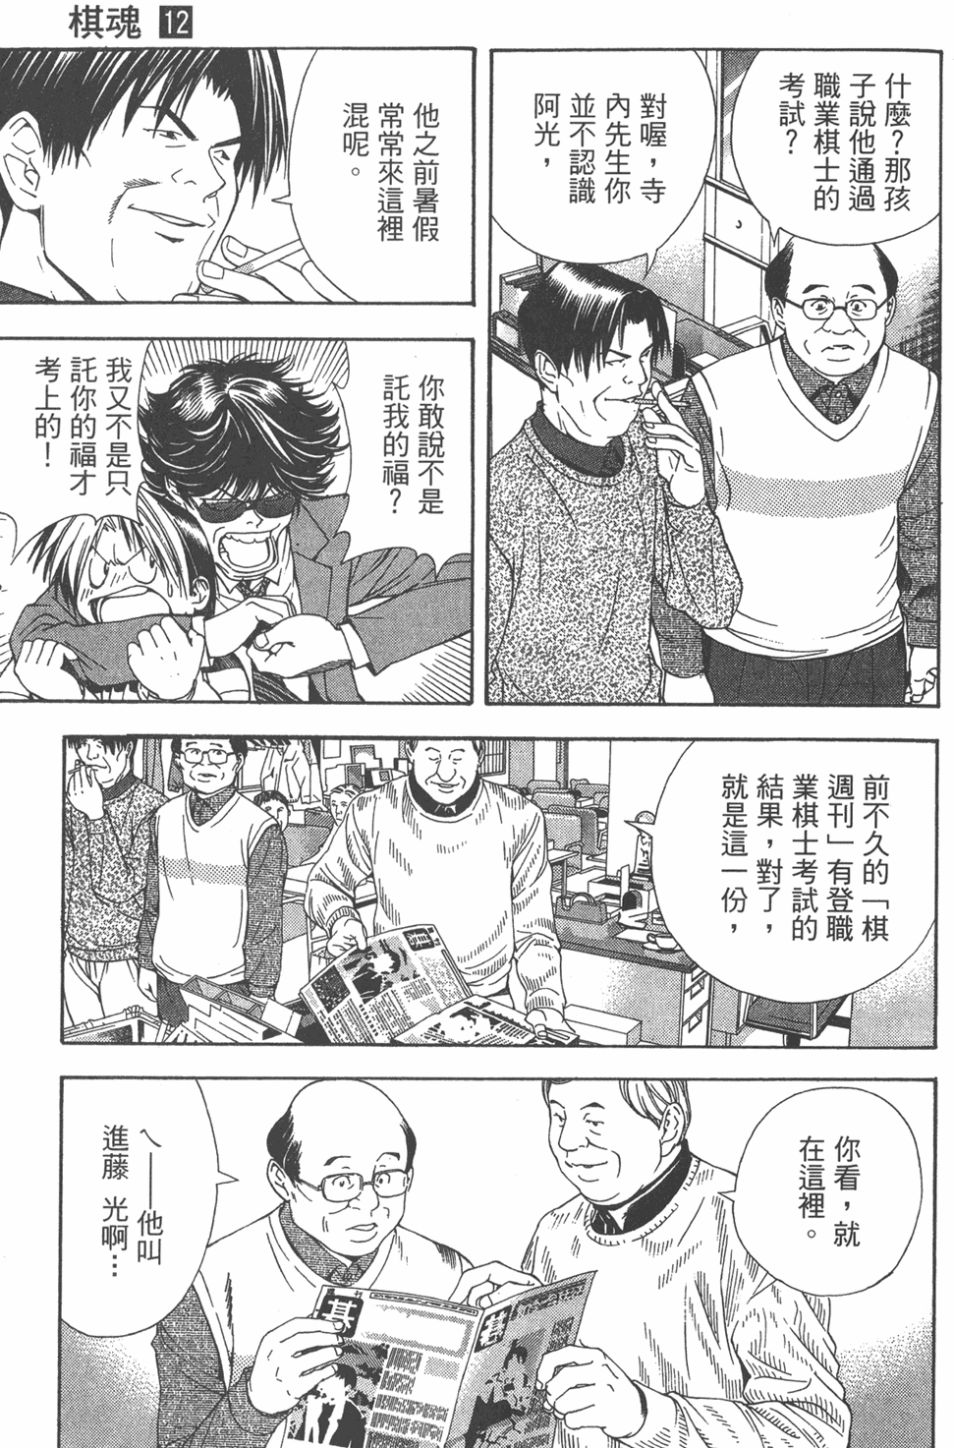 棋魂 12
什麼？那孩
子說他通過
職業棋士的
考試？
對喔，寺
內先生你
並不認識
阿光，
他之前暑假
常常來這裡
混呢。
你敢說不是
託我的福？
我又不是只
託你的福才
考上的！
前不久的「棋
週刊」有登職
業棋士考試的
結果，對了，
就是這一份，
你看，就
在這裡。
ㄟ——他叫
進藤 光啊…
碁
碁